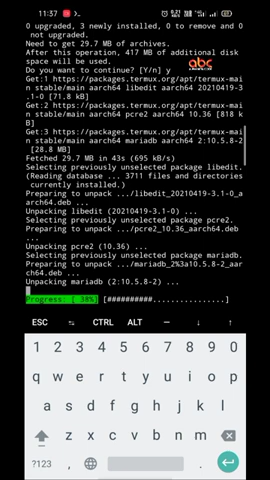 11:37
0 upgraded, 3 newly installed, 0 to remove and 0
not upgraded.
Need to get 29.7 MB of archives.
After this operation, 417 MB of additional disk
space will be used.
Do you want to continue? [Y/n] y
abc
Get:1 https://packages.termux.org/apt/termux-mai
n stable/main aarch64 libedit aarch64 20210419-3
.1-0 [71.8 kB]
Get:2 https://packages.termux.org/apt/termux-mai
n stable/main aarch64 pcre2 aarch64 10.36 [818 k
B]
Get:3 https://packages.termux.org/apt/termux-mai
n stable/main aarch64 mariadb aarch64 2:10.5.8-2
[28.8 MB]
Fetched 29.7 MB in 43s (695 kB/s)
Selecting previously unselected package libedit.
(Reading database ... 3711 files and directories
currently installed.)
Preparing to unpack .../libedit_20210419-3.1-0_a
arch64.deb ...
Unpacking libedit (20210419-3.1-0) ...
Selecting previously unselected package pcre2.
Preparing to unpack .../pcre2_10.36_aarch64.deb
...
Unpacking pcre2 (10.36) ...
Selecting previously unselected package mariadb.
Preparing to unpack .../mariadb_2%3a10.5.8-2_aar
ch64.deb ...
Unpacking mariadb (2:10.5.8-2) ...
Progress: [ 38%] [##########................]
ESC ⇆ CTRL ALT − ↓ ↑
1 2 3 4 5 6 7 8 9 0
q w e r t y u i o p
a s d f g h j k l
z x c v b n m
?123 , .